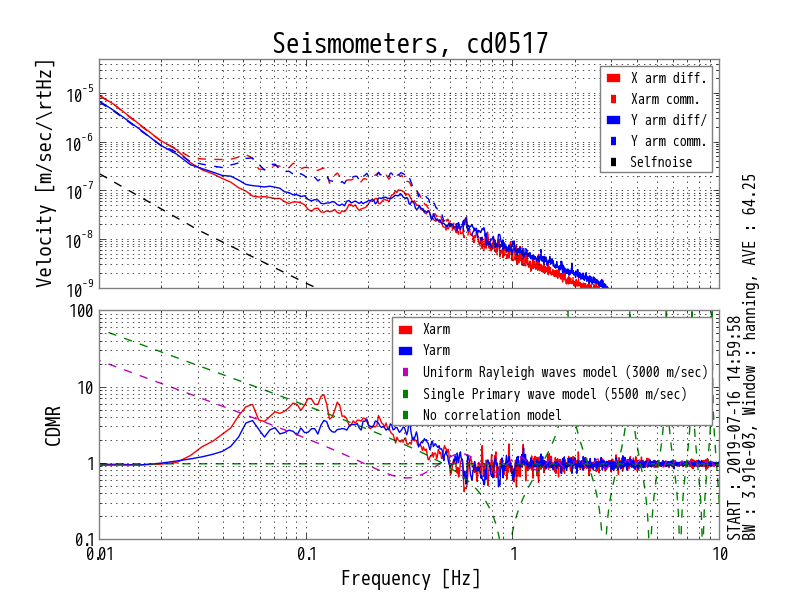 Seismometers, cd0517
Velocity [m/sec/\rtHz]
10^-5
10^-6
10^-7
10^-8
10^-9
X arm diff.
Xarm comm.
Y arm diff/
Y arm comm.
Selfnoise
CDMR
100
10
1
0.1
Xarm
Yarm
Uniform Rayleigh waves model (3000 m/sec)
Single Primary wave model (5500 m/sec)
No correlation model
0.01
0.1
1
10
Frequency [Hz]
START : 2019-07-16 14:59:58
BW : 3.91e-03, Window : hanning, AVE : 64.25